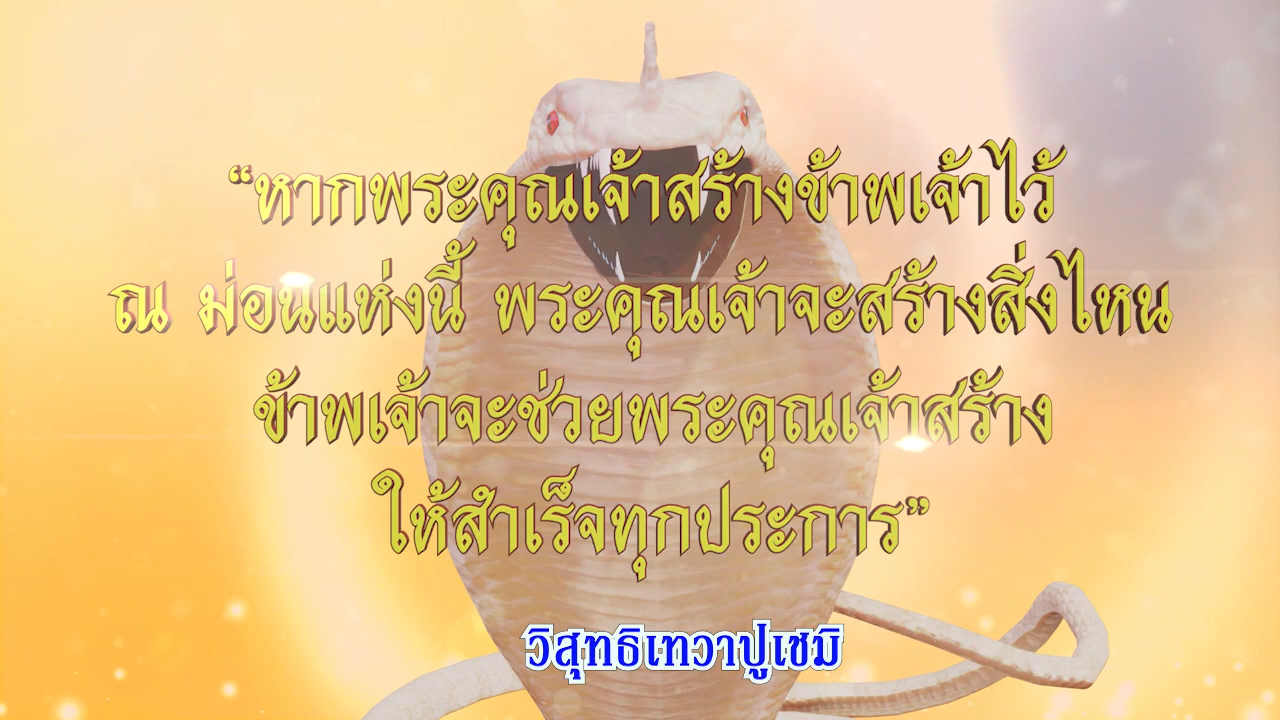 “หากพระคุณเจ้าสร้างข้าพเจ้าไว้
ณ ม่อนแห่งนี้ พระคุณเจ้าจะสร้างสิ่งไหน
ข้าพเจ้าจะช่วยพระคุณเจ้าสร้าง
ให้สำเร็จทุกประการ”
วิสุทธิเทวาปูเชมิ